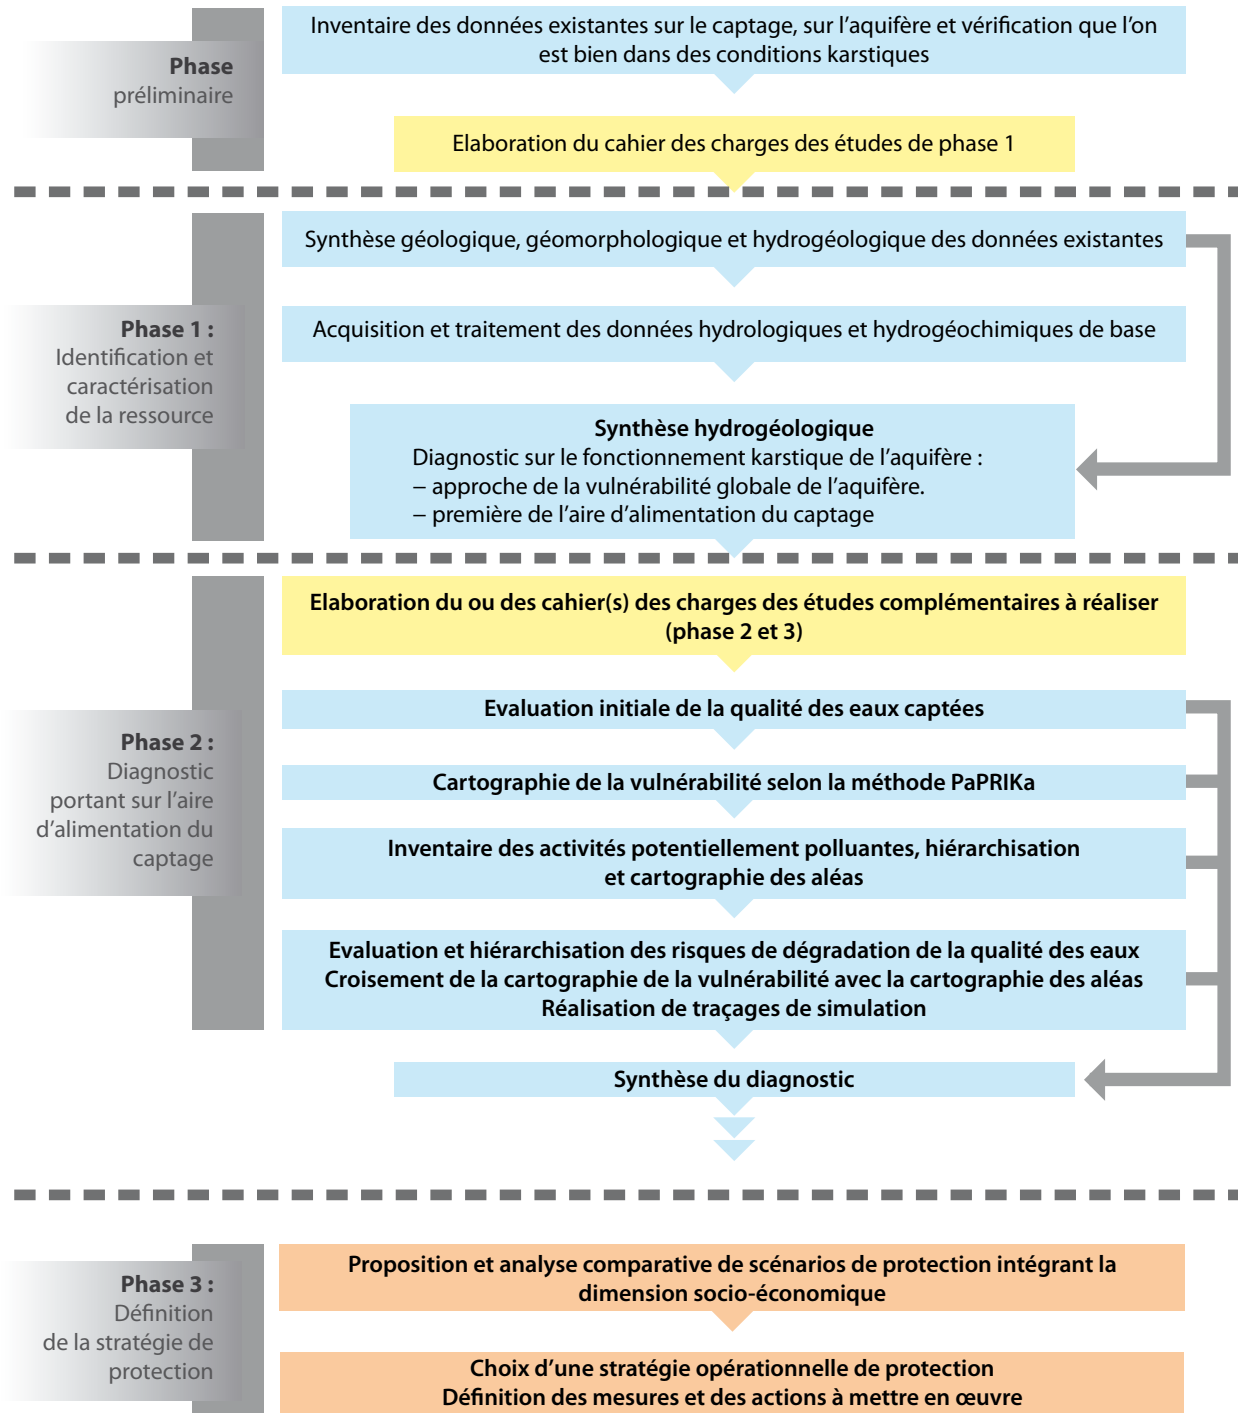 Phase
préliminaire
Inventaire des données existantes sur le captage, sur l’aquifère et vérification que l’on
est bien dans des conditions karstiques
Elaboration du cahier des charges des études de phase 1
Phase 1 :
Identification et
caractérisation
de la ressource
Synthèse géologique, géomorphologique et hydrogéologique des données existantes
Acquisition et traitement des données hydrologiques et hydrogéochimiques de base
Synthèse hydrogéologique
Diagnostic sur le fonctionnement karstique de l’aquifère :
– approche de la vulnérabilité globale de l’aquifère.
– première de l’aire d’alimentation du captage
Phase 2 :
Diagnostic
portant sur l’aire
d’alimentation du
captage
Elaboration du ou des cahier(s) des charges des études complémentaires à réaliser
(phase 2 et 3)
Evaluation initiale de la qualité des eaux captées
Cartographie de la vulnérabilité selon la méthode PaPRIKa
Inventaire des activités potentiellement polluantes, hiérarchisation
et cartographie des aléas
Evaluation et hiérarchisation des risques de dégradation de la qualité des eaux
Croisement de la cartographie de la vulnérabilité avec la cartographie des aléas
Réalisation de traçages de simulation
Synthèse du diagnostic
Phase 3 :
Définition
de la stratégie de
protection
Proposition et analyse comparative de scénarios de protection intégrant la
dimension socio-économique
Choix d’une stratégie opérationnelle de protection
Définition des mesures et des actions à mettre en œuvre